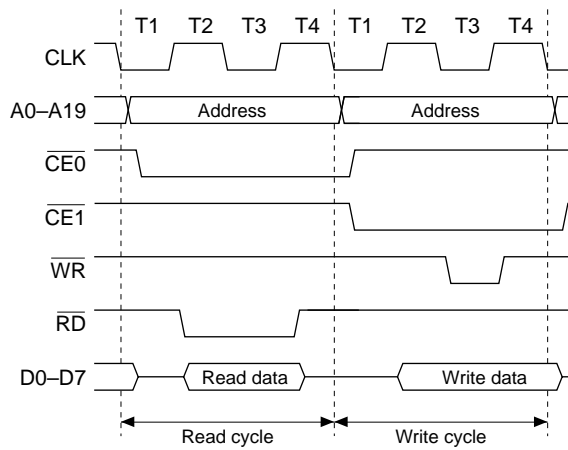 T1 T2 T3 T4 T1 T2 T3 T4
CLK
A0–A19 Address Address
CE0
CE1
WR
RD
D0–D7 Read data Write data
Read cycle Write cycle